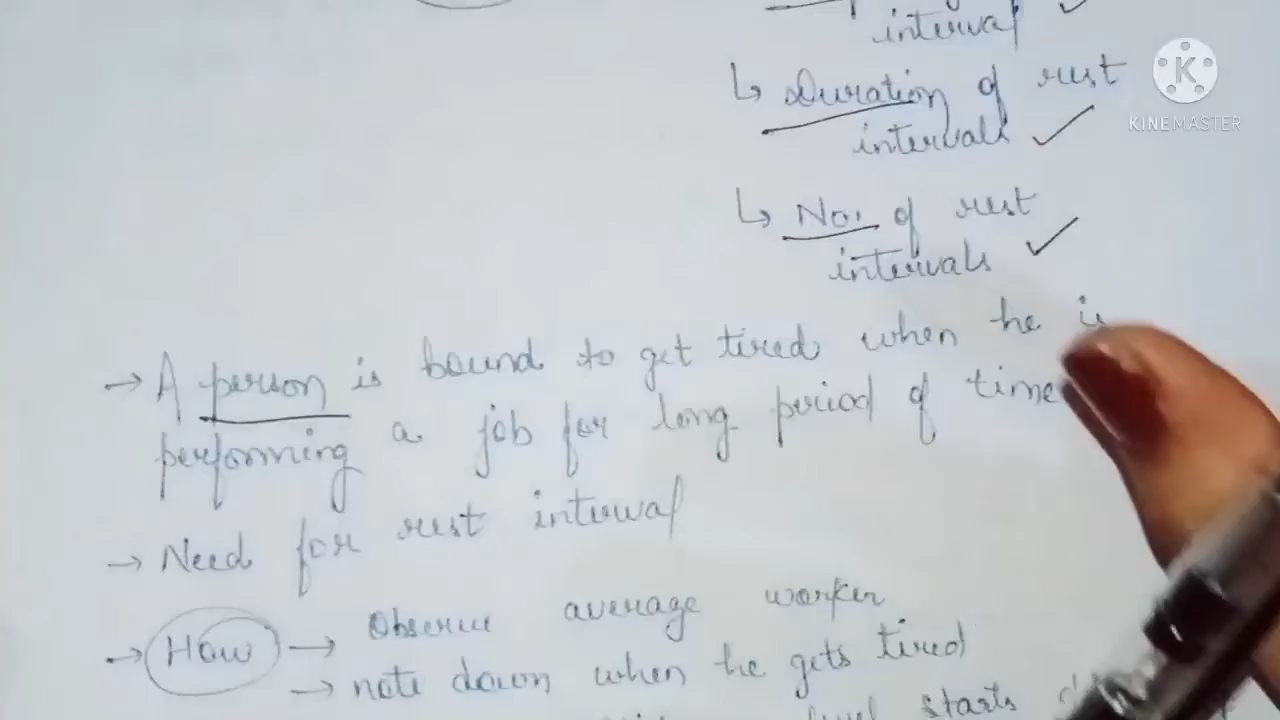 interval ✓
↳ Duration of rest
intervals ✓
↳ No. of rest
intervals ✓
→ A person is bound to get tired when he is
performing a job for long period of time
→ Need for rest interval
→ How → Observe average worker
→ note down when he gets tired
level starts
KINEMASTER